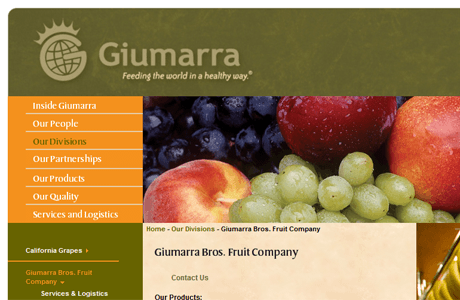 Giumarra
Feeding the world in a healthy way.®
Inside Giumarra
Our People
Our Divisions
Our Partnerships
Our Products
Our Quality
Services and Logistics
Home - Our Divisions - Giumarra Bros. Fruit Company
California Grapes
Giumarra Bros. Fruit
Company
Services & Logistics
Giumarra Bros. Fruit Company
Contact Us
Our Products: